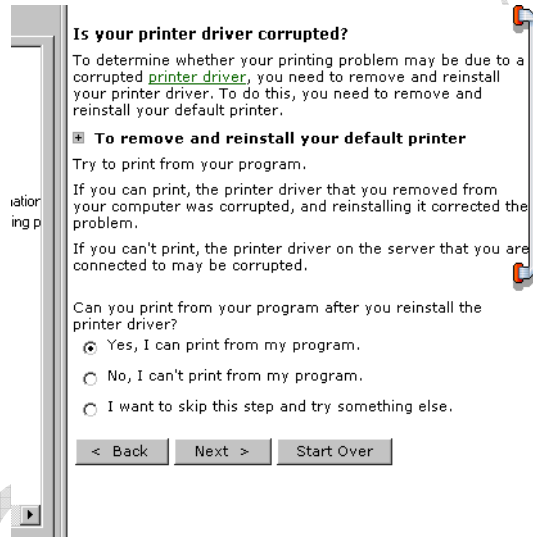 Is your printer driver corrupted?
To determine whether your printing problem may be due to a
corrupted printer driver, you need to remove and reinstall
your printer driver. To do this, you need to remove and
reinstall your default printer.
To remove and reinstall your default printer
Try to print from your program.
If you can print, the printer driver that you removed from
your computer was corrupted, and reinstalling it corrected the
problem.
If you can't print, the printer driver on the server that you are
connected to may be corrupted.
Can you print from your program after you reinstall the
printer driver?
Yes, I can print from my program.
No, I can't print from my program.
I want to skip this step and try something else.
< Back Next > Start Over